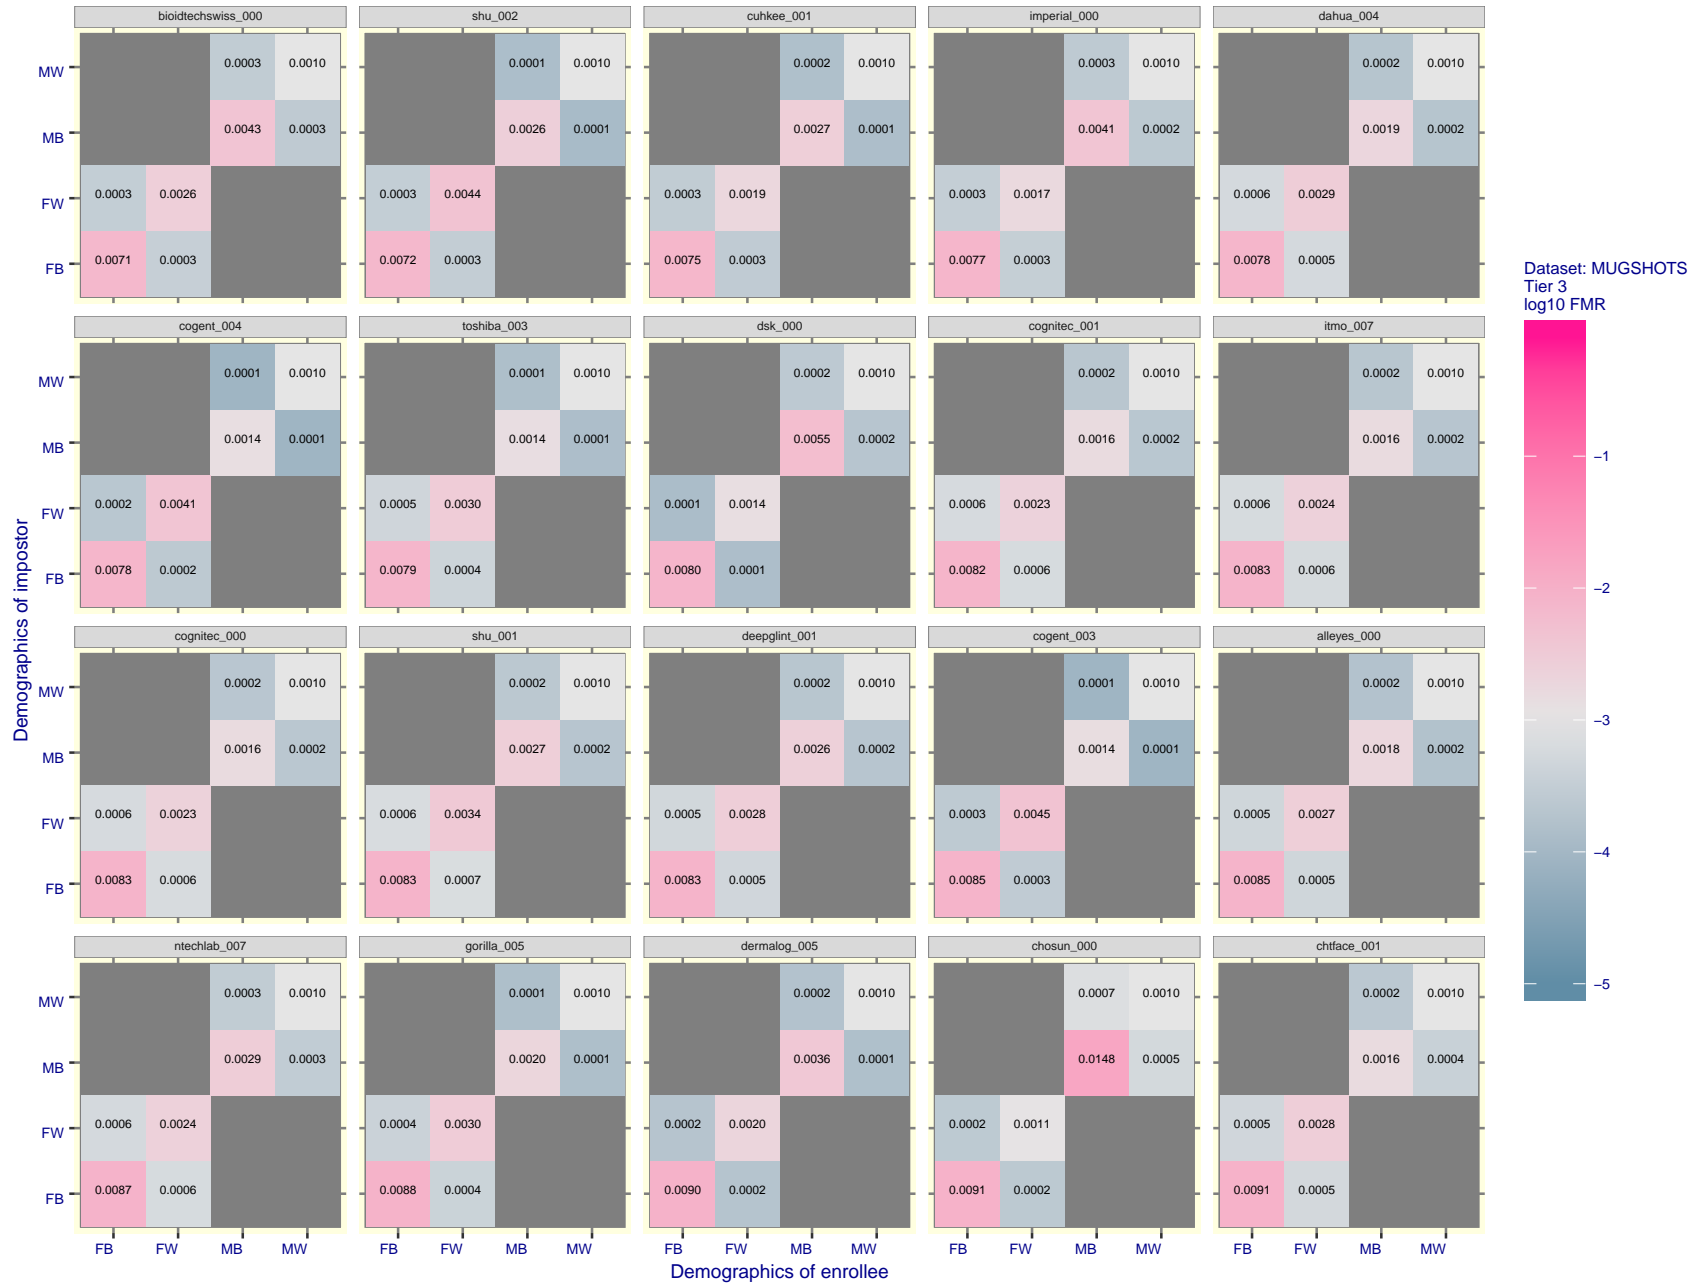 bioidtechswiss_000 shu_002 cuhkee_001 imperial_000 dahua_004
MW 0.0003 0.0010 0.0001 0.0010 0.0002 0.0010 0.0003 0.0010 0.0002 0.0010
MB 0.0043 0.0003 0.0026 0.0001 0.0027 0.0001 0.0041 0.0002 0.0019 0.0002
FW 0.0003 0.0026 0.0003 0.0044 0.0003 0.0019 0.0003 0.0017 0.0006 0.0029
FB 0.0071 0.0003 0.0072 0.0003 0.0075 0.0003 0.0077 0.0003 0.0078 0.0005
cogent_004 toshiba_003 dsk_000 cognitec_001 itmo_007
MW 0.0001 0.0010 0.0001 0.0010 0.0002 0.0010 0.0002 0.0010 0.0002 0.0010
MB 0.0014 0.0001 0.0014 0.0001 0.0055 0.0002 0.0016 0.0002 0.0016 0.0002
FW 0.0002 0.0041 0.0005 0.0030 0.0001 0.0014 0.0006 0.0023 0.0006 0.0024
FB 0.0078 0.0002 0.0079 0.0004 0.0080 0.0001 0.0082 0.0006 0.0083 0.0006
cognitec_000 shu_001 deepglint_001 cogent_003 alleyes_000
MW 0.0002 0.0010 0.0002 0.0010 0.0002 0.0010 0.0001 0.0010 0.0002 0.0010
MB 0.0016 0.0002 0.0027 0.0002 0.0026 0.0002 0.0014 0.0001 0.0018 0.0002
FW 0.0006 0.0023 0.0006 0.0034 0.0005 0.0028 0.0003 0.0045 0.0005 0.0027
FB 0.0083 0.0006 0.0083 0.0007 0.0083 0.0005 0.0085 0.0003 0.0085 0.0005
ntechlab_007 gorilla_005 dermalog_005 chosun_000 chtface_001
MW 0.0003 0.0010 0.0001 0.0010 0.0002 0.0010 0.0007 0.0010 0.0002 0.0010
MB 0.0029 0.0003 0.0020 0.0001 0.0036 0.0001 0.0148 0.0005 0.0016 0.0004
FW 0.0006 0.0024 0.0004 0.0030 0.0002 0.0020 0.0002 0.0011 0.0005 0.0028
FB 0.0087 0.0006 0.0088 0.0004 0.0090 0.0002 0.0091 0.0002 0.0091 0.0005
FB FW MB MW FB FW MB MW FB FW MB MW FB FW MB MW FB FW MB MW
Demographics of enrollee
Demographics of impostor
Dataset: MUGSHOTS
Tier 3
log10 FMR
−1
−2
−3
−4
−5